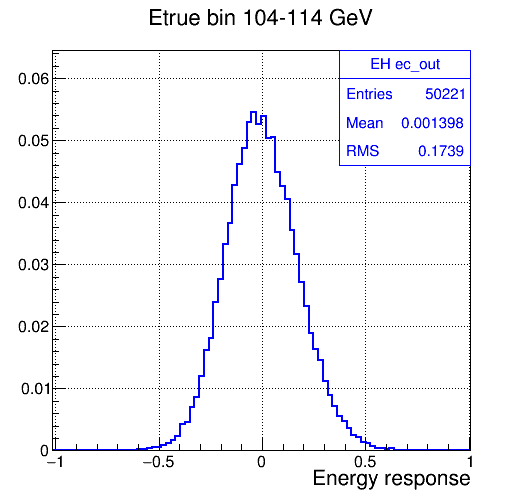 Etrue bin 104-114 GeV
EH ec_out
Entries 50221
Mean 0.001398
RMS 0.1739
0.06
0.05
0.04
0.03
0.02
0.01
0
−1 −0.5 0 0.5 1
Energy response